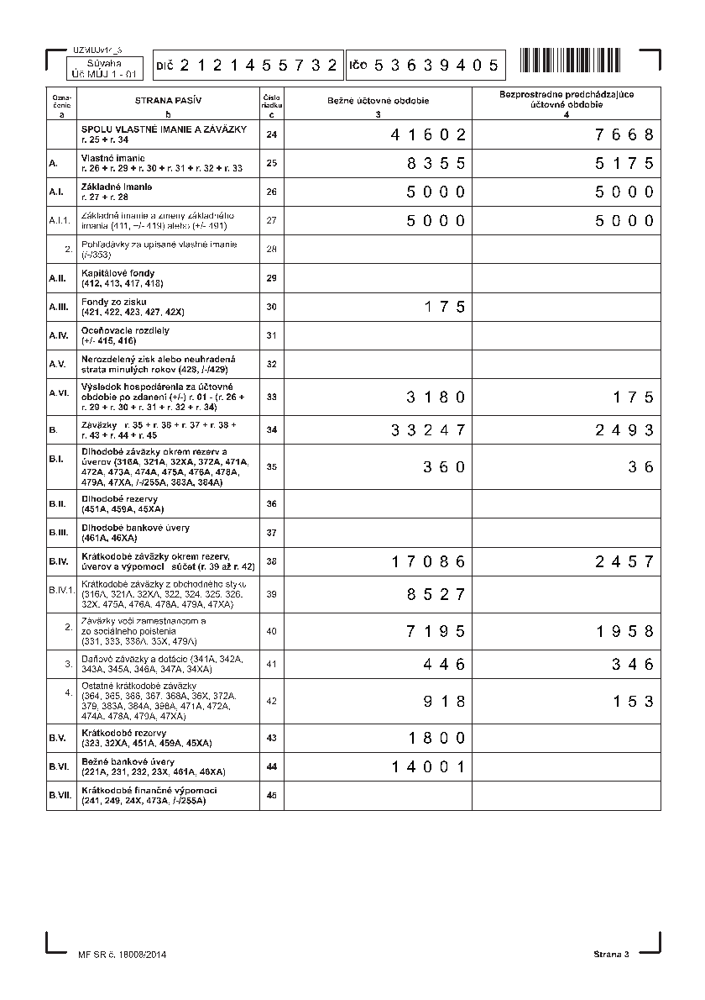 UZMUJv14_3
Súvaha
Úč MÚJ 1 - 01
DIČ 2 1 2 1 4 5 5 7 3 2 IČO 5 3 6 3 9 4 0 5
Ozna-
čenie
a
STRANA PASÍV
b
Číslo
riadku
c
Bežné účtovné obdobie
3
Bezprostredne predchádzajúce
účtovné obdobie
4
SPOLU VLASTNÉ IMANIE A ZÁVÄZKY
r. 25 + r. 34
24 4 1 6 0 2 7 6 6 8
A. Vlastné imanie
r. 26 + r. 29 + r. 30 + r. 31 + r. 32 + r. 33
25 8 3 5 5 5 1 7 5
A.I. Základné imanie
r. 27 + r. 28
26 5 0 0 0 5 0 0 0
A.I.1. Základné imanie a zmeny základného
imania (411, +/- 419) alebo (+/- 491)
27 5 0 0 0 5 0 0 0
2. Pohľadávky za upísané vlastné imanie
(/-/353)
28
A.II. Kapitálové fondy
(412, 413, 417, 418)
29
A.III. Fondy zo zisku
(421, 422, 423, 427, 42X)
30 1 7 5
A.IV. Oceňovacie rozdiely
(+/- 415, 416)
31
A.V. Nerozdelený zisk alebo neuhradená
strata minulých rokov (428, /-/429)
32
A.VI. Výsledok hospodárenia za účtovné
obdobie po zdanení (+/-) r. 01 - (r. 26 +
r. 29 + r. 30 + r. 31 + r. 32 + r. 34)
33 3 1 8 0 1 7 5
B. Záväzky r. 35 + r. 36 + r. 37 + r. 38 +
r. 43 + r. 44 + r. 45
34 3 3 2 4 7 2 4 9 3
B.I. Dlhodobé záväzky okrem rezerv a
úverov (316A, 321A, 32XA, 372A, 471A,
472A, 473A, 474A, 475A, 476A, 478A,
479A, 47XA, /-/255A, 383A, 384A)
35 3 6 0 3 6
B.II. Dlhodobé rezervy
(451A, 459A, 45XA)
36
B.III. Dlhodobé bankové úvery
(461A, 46XA)
37
B.IV. Krátkodobé záväzky okrem rezerv,
úverov a výpomocí súčet (r. 39 až r. 42)
38 1 7 0 8 6 2 4 5 7
B.IV.1. Krátkodobé záväzky z obchodného styku
(316A, 321A, 32XA, 322, 324, 325, 326,
32X, 475A, 476A, 478A, 479A, 47XA)
39 8 5 2 7
2. Záväzky voči zamestnancom a
zo sociálneho poistenia
(331, 333, 336A, 33X, 479A)
40 7 1 9 5 1 9 5 8
3. Daňové záväzky a dotácie (341A, 342A,
343A, 345A, 346A, 347A, 34XA)
41 4 4 6 3 4 6
4. Ostatné krátkodobé záväzky
(364, 365, 366, 367, 368A, 36X, 372A,
379, 383A, 384A, 398A, 471A, 472A,
474A, 478A, 479A, 47XA)
42 9 1 8 1 5 3
B.V. Krátkodobé rezervy
(323, 32XA, 451A, 459A, 45XA)
43 1 8 0 0
B.VI. Bežné bankové úvery
(221A, 231, 232, 23X, 461A, 46XA)
44 1 4 0 0 1
B.VII. Krátkodobé finančné výpomoci
(241, 249, 24X, 473A, /-/255A)
45
MF SR č. 18008/2014 Strana 3